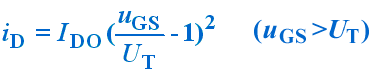 i_D = I_DO (u_GS/U_T - 1)² (u_GS > U_T)